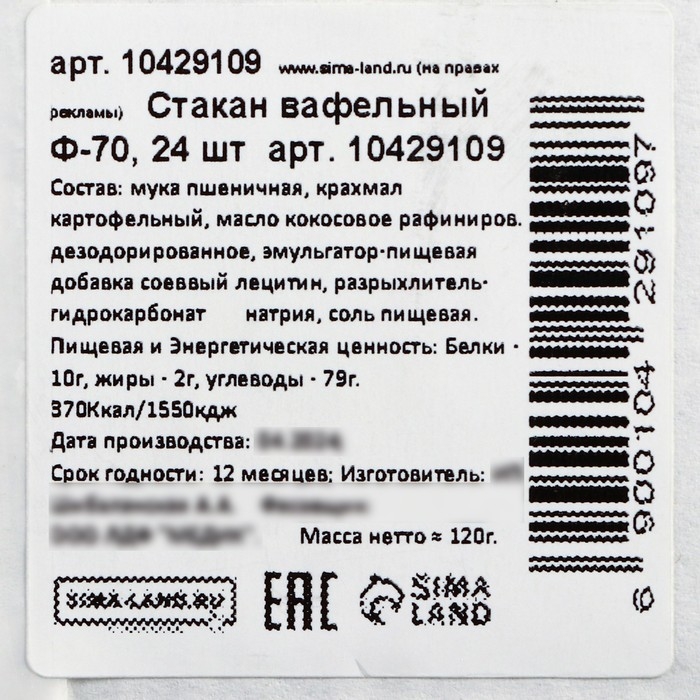 арт. 10429109 www.sima-land.ru (на правах
рекламы) Стакан вафельный
Ф-70, 24 шт арт. 10429109
Состав: мука пшеничная, крахмал
картофельный, масло кокосовое рафиниров.
дезодорированное, эмульгатор-пищевая
добавка соевый лецитин, разрыхлитель-
гидрокарбонат натрия, соль пищевая.
Пищевая и Энергетическая ценность: Белки -
10г, жиры - 2г, углеводы - 79г.
370Ккал/1550кдж
Дата производства:
Срок годности: 12 месяцев; Изготовитель:
Масса нетто ≈ 120г.
SIMA-LAND.RU
EAC
SIMA
LAND
6 900104 291097